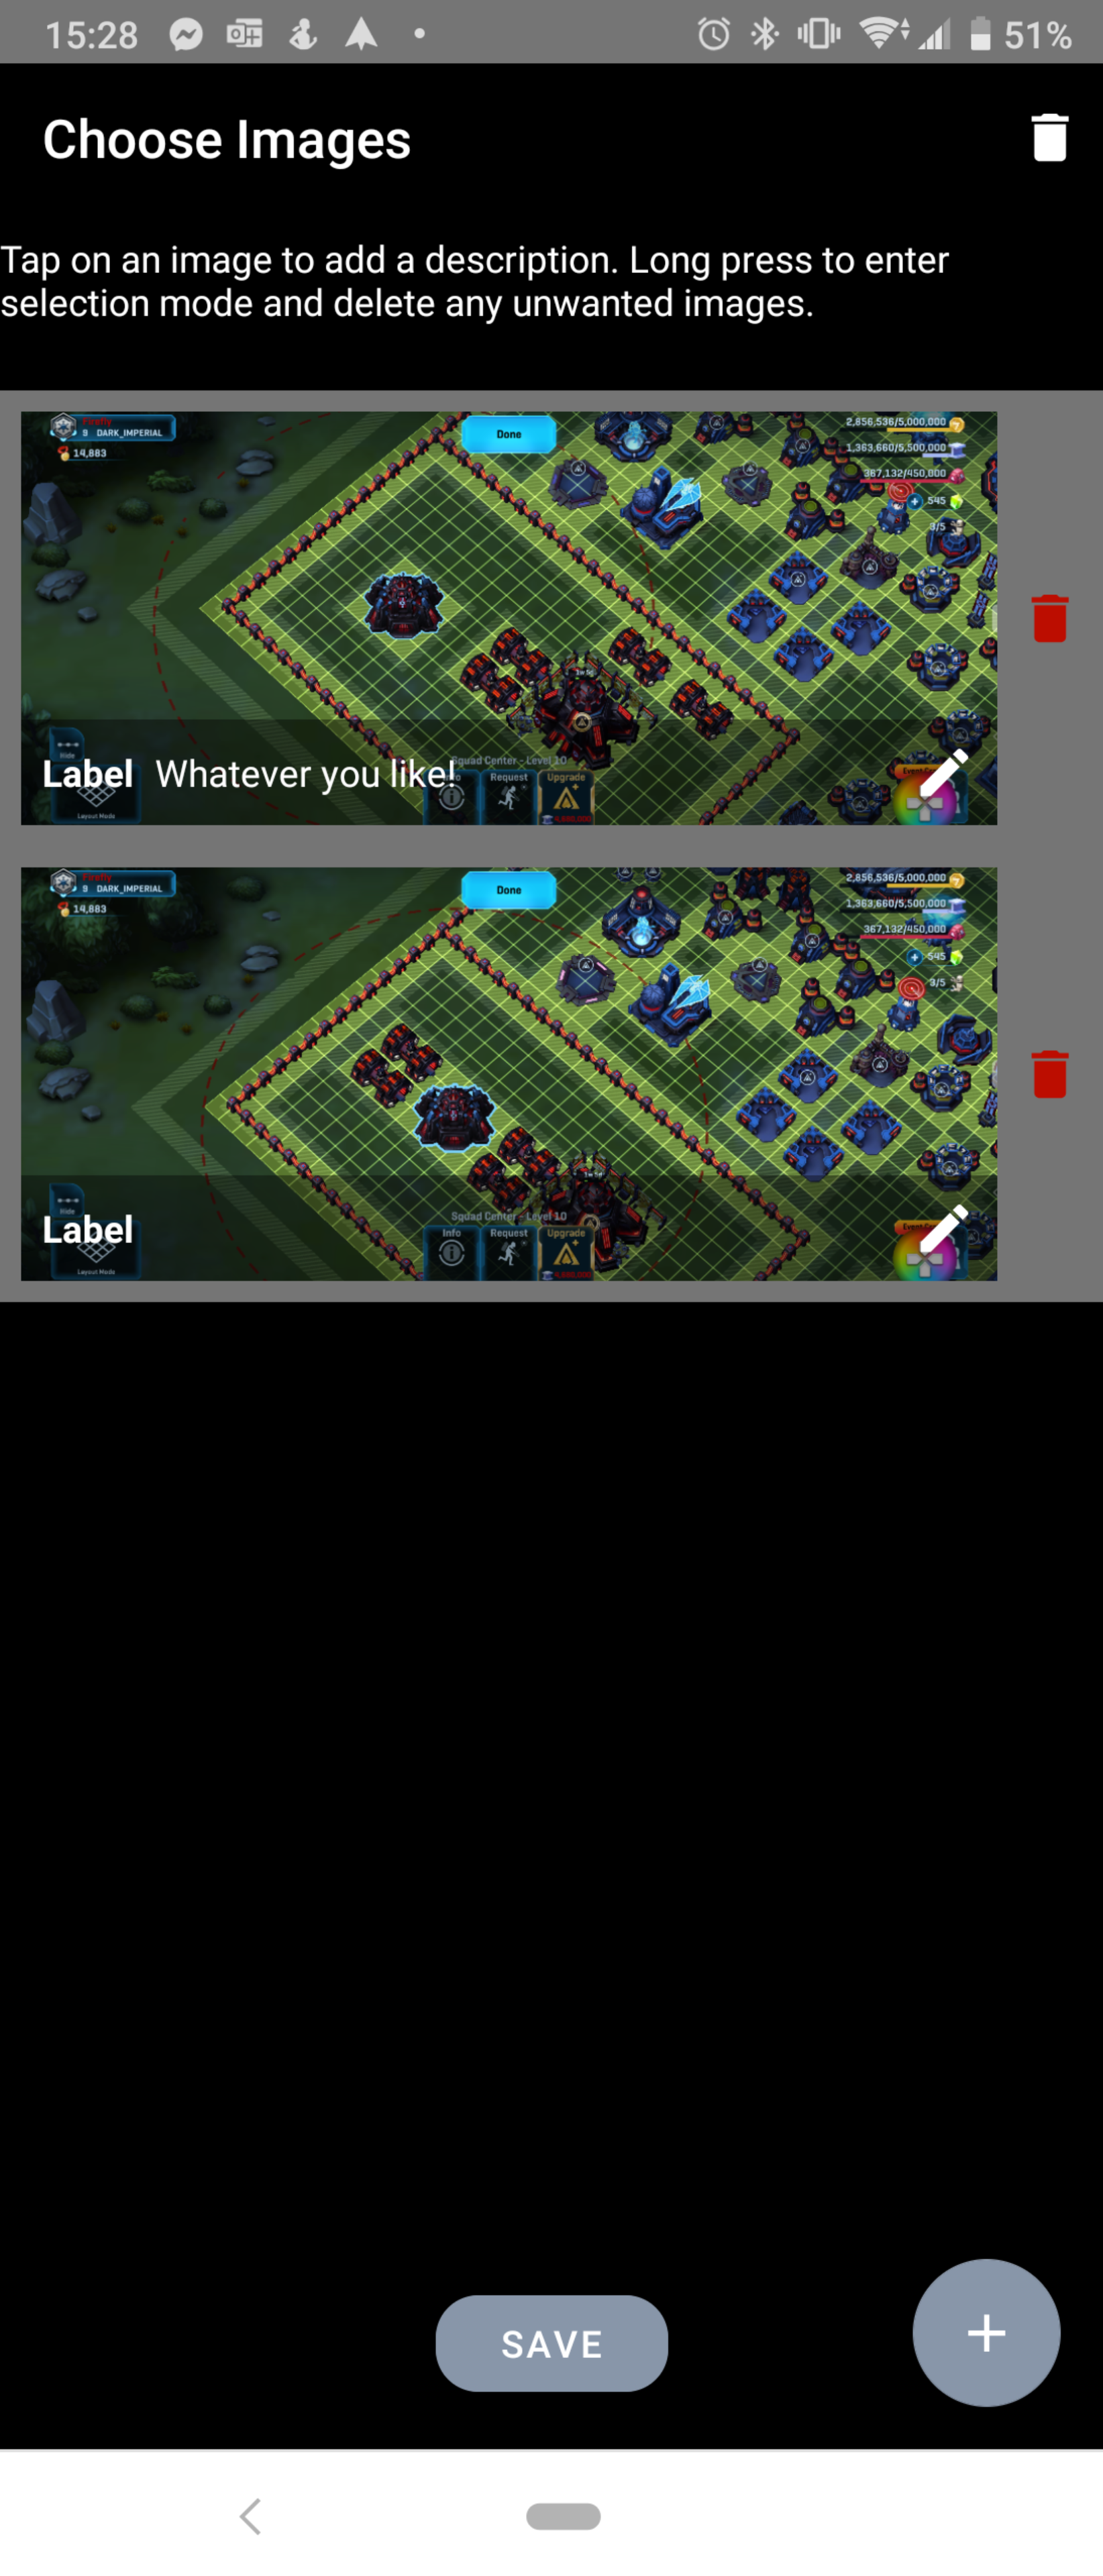 15:28
51%
Choose Images
Tap on an image to add a description. Long press to enter
selection mode and delete any unwanted images.
Firefly
9 DARK_IMPERIAL
14,883
Done
2,856,536/5,000,000
1,363,660/5,500,000
367,132/450,000
545
3/5
Squad Center - Level 10
Hide
Label Whatever you like!
Request
Upgrade
Layout Mode
Firefly
9 DARK_IMPERIAL
14,883
Done
2,856,536/5,000,000
1,363,660/5,500,000
367,132/450,000
545
3/5
Hide
Squad Center - Level 10
Label
Info
Request
Upgrade
Layout Mode
SAVE